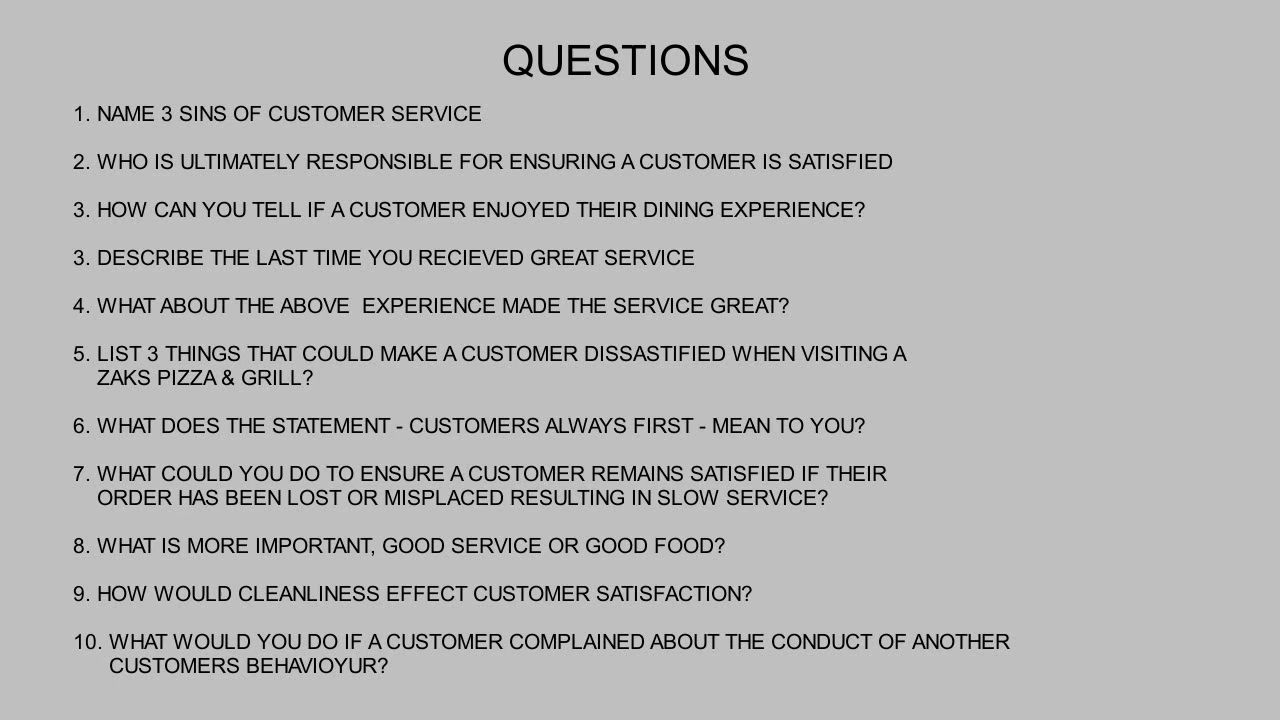 QUESTIONS
1. NAME 3 SINS OF CUSTOMER SERVICE
2. WHO IS ULTIMATELY RESPONSIBLE FOR ENSURING A CUSTOMER IS SATISFIED
3. HOW CAN YOU TELL IF A CUSTOMER ENJOYED THEIR DINING EXPERIENCE?
3. DESCRIBE THE LAST TIME YOU RECIEVED GREAT SERVICE
4. WHAT ABOUT THE ABOVE  EXPERIENCE MADE THE SERVICE GREAT?
5. LIST 3 THINGS THAT COULD MAKE A CUSTOMER DISSASTIFIED WHEN VISITING A
ZAKS PIZZA & GRILL?
6. WHAT DOES THE STATEMENT - CUSTOMERS ALWAYS FIRST - MEAN TO YOU?
7. WHAT COULD YOU DO TO ENSURE A CUSTOMER REMAINS SATISFIED IF THEIR
ORDER HAS BEEN LOST OR MISPLACED RESULTING IN SLOW SERVICE?
8. WHAT IS MORE IMPORTANT, GOOD SERVICE OR GOOD FOOD?
9. HOW WOULD CLEANLINESS EFFECT CUSTOMER SATISFACTION?
10. WHAT WOULD YOU DO IF A CUSTOMER COMPLAINED ABOUT THE CONDUCT OF ANOTHER
CUSTOMERS BEHAVIOYUR?